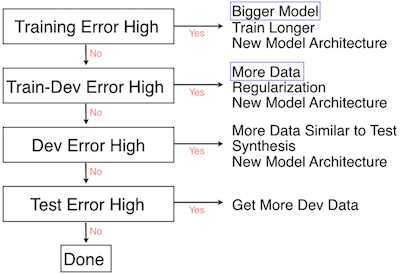 Training Error High
Yes
Bigger Model
Train Longer
New Model Architecture
No
Train-Dev Error High
Yes
More Data
Regularization
New Model Architecture
No
Dev Error High
Yes
More Data Similar to Test
Synthesis
New Model Architecture
No
Test Error High
Yes
Get More Dev Data
No
Done